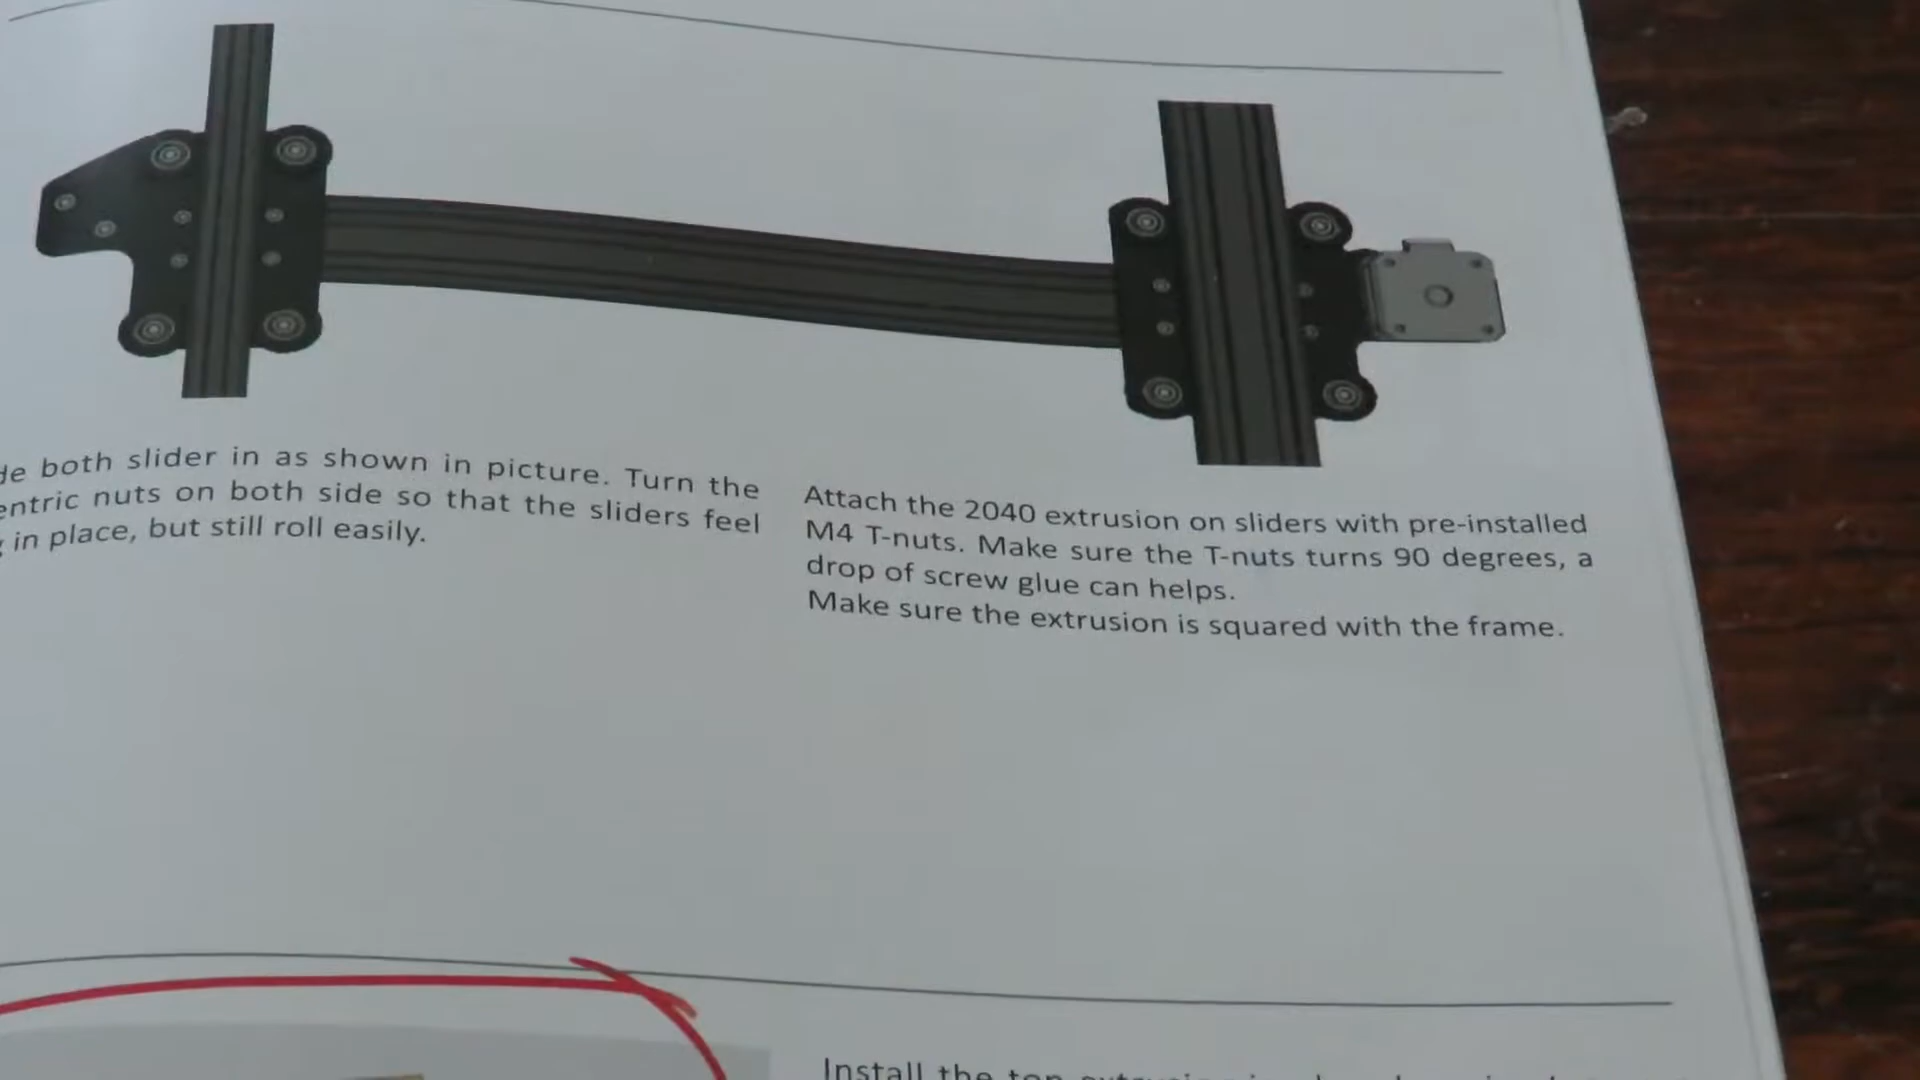 both slider in as shown in picture. Turn the
nuts on both side so that the sliders feel
in place, but still roll easily.
Attach the 2040 extrusion on sliders with pre-installed
M4 T-nuts. Make sure the T-nuts turns 90 degrees, a
drop of screw glue can helps.
Make sure the extrusion is squared with the frame.
Install the top